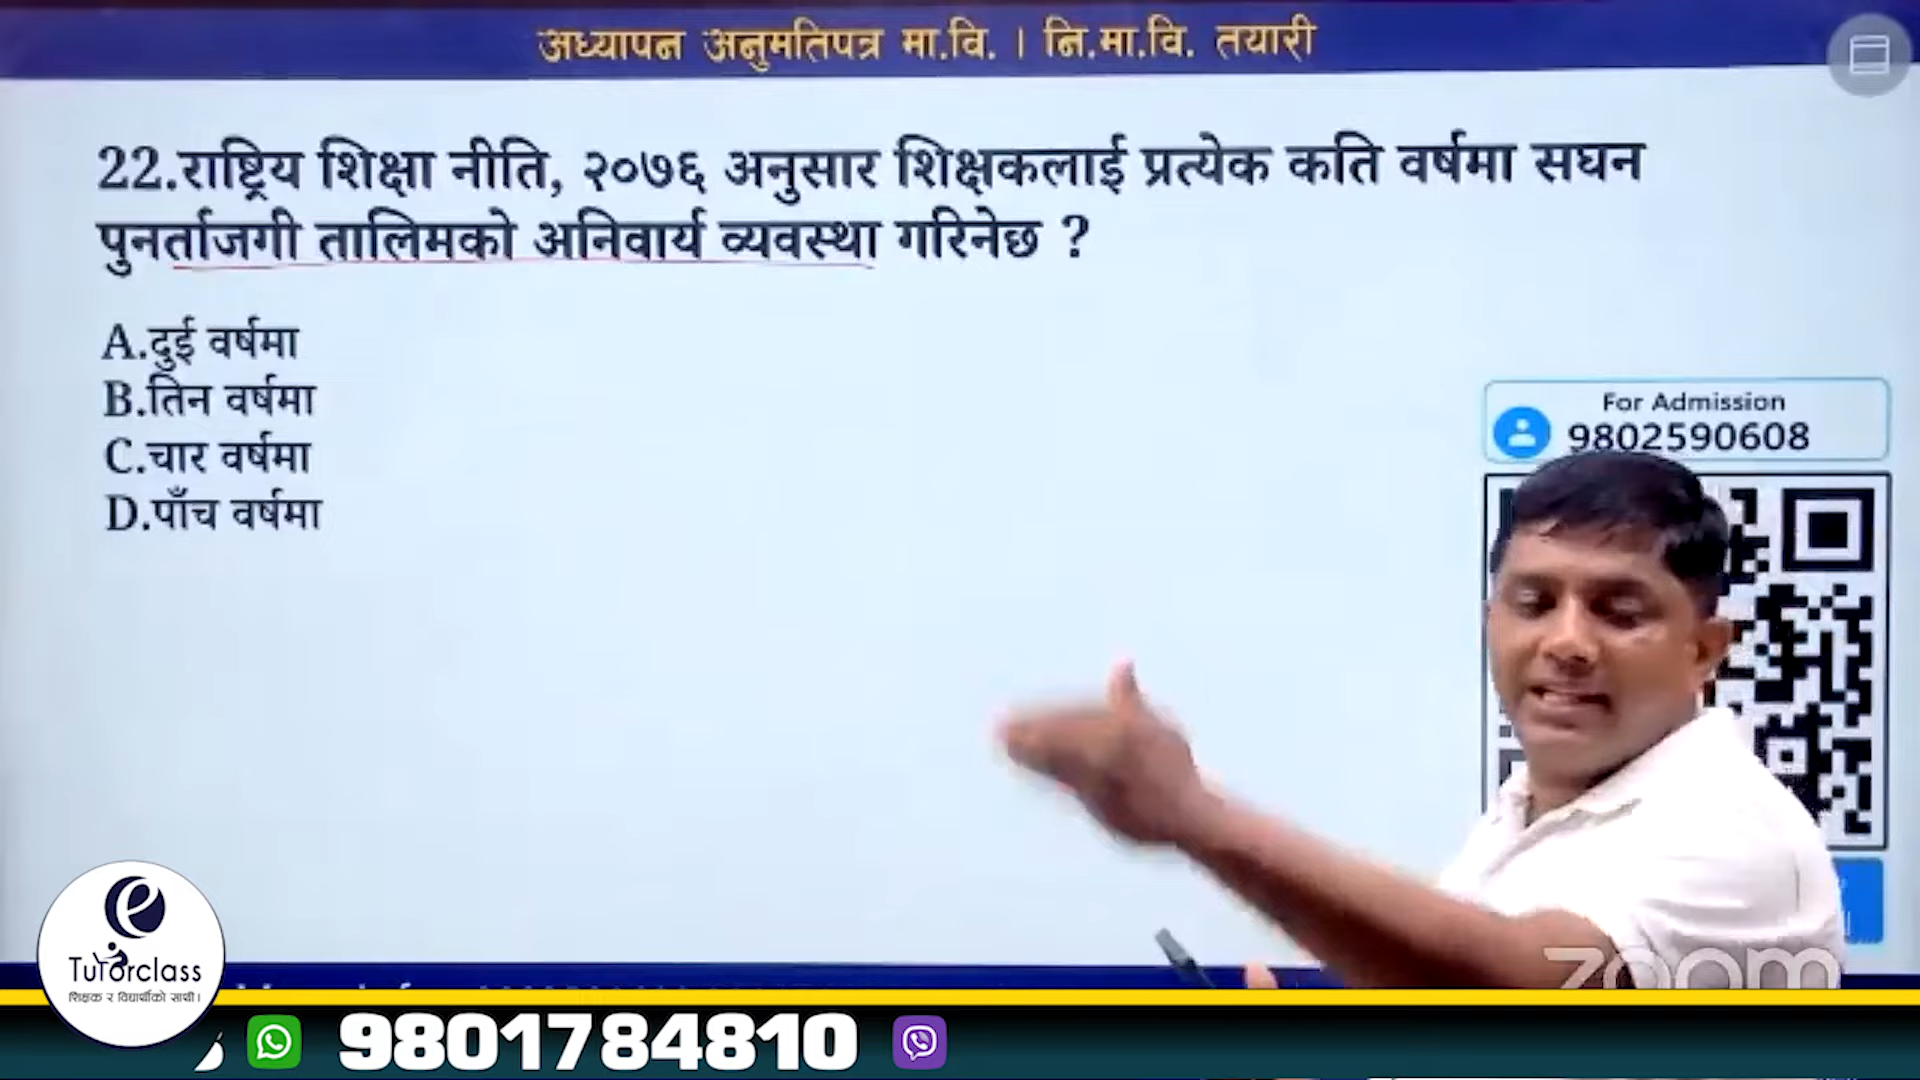 अध्यापन अनुमतिपत्र मा.वि. । नि.मा.वि. तयारी
22.राष्ट्रिय शिक्षा नीति, २०७६ अनुसार शिक्षकलाई प्रत्येक कति वर्षमा सघन
पुनर्ताजगी तालिमको अनिवार्य व्यवस्था गरिनेछ ?
A.दुई वर्षमा
B.तिन वर्षमा
C.चार वर्षमा
D.पाँच वर्षमा
For Admission
9802590608
zoom
e
Tutorclass
शिक्षक र विद्यार्थीको साथी।
9801784810